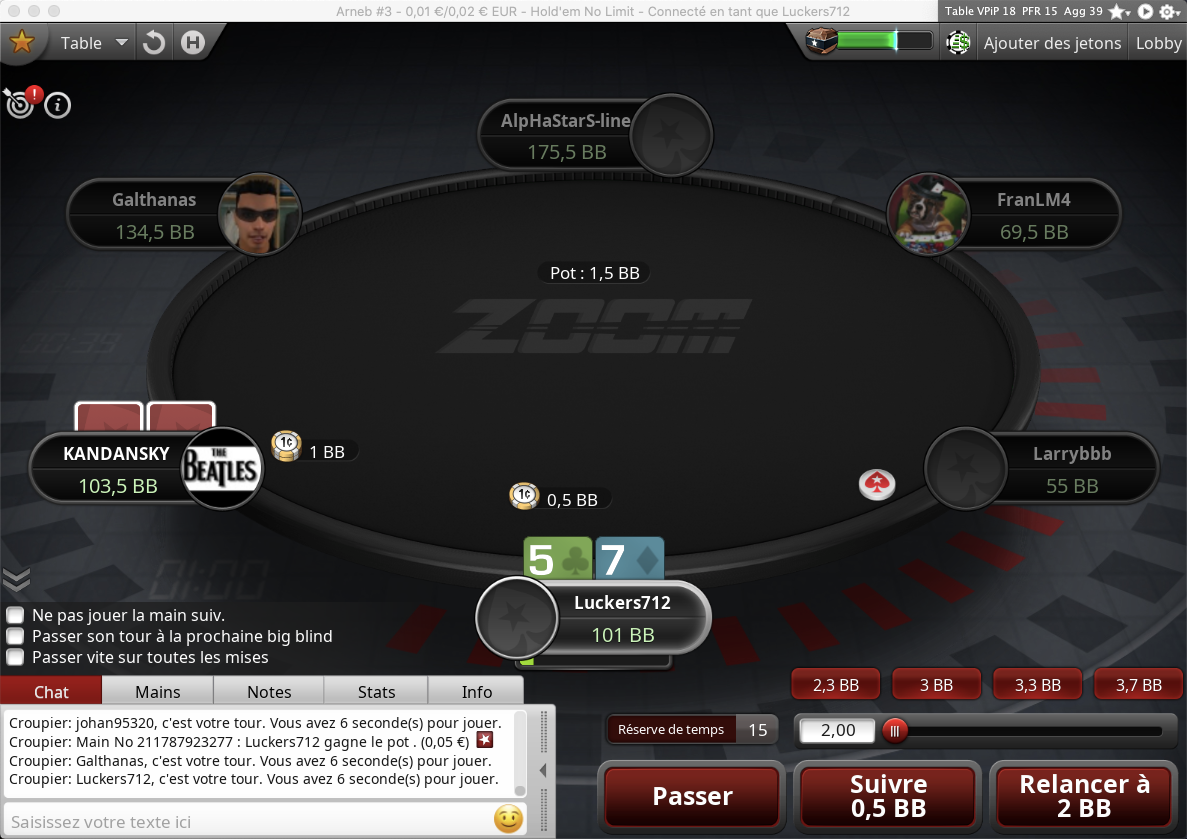 Arneb #3 - 0,01 €/0,02 € EUR - Hold'em No Limit - Connecté en tant que Luckers712
Table VPiP 18 PFR 15 Agg 39
Table
H
Ajouter des jetons
Lobby
AlpHaStarS-line
175,5 BB
Galthanas
134,5 BB
FranLM4
69,5 BB
Pot : 1,5 BB
ZOOM
KANDANSKY
103,5 BB
THE
BEATLES
1¢
1 BB
1¢
0,5 BB
Larrybbb
55 BB
5
7
Luckers712
101 BB
Ne pas jouer la main suiv.
Passer son tour à la prochaine big blind
Passer vite sur toutes les mises
Chat
Mains
Notes
Stats
Info
Croupier: johan95320, c'est votre tour. Vous avez 6 seconde(s) pour jouer.
Croupier: Main No 211787923277 : Luckers712 gagne le pot . (0,05 €)
Croupier: Galthanas, c'est votre tour. Vous avez 6 seconde(s) pour jouer.
Croupier: Luckers712, c'est votre tour. Vous avez 6 seconde(s) pour jouer.
Saisissez votre texte ici
2,3 BB
3 BB
3,3 BB
3,7 BB
Réserve de temps
15
2,00
Passer
Suivre
0,5 BB
Relancer à
2 BB